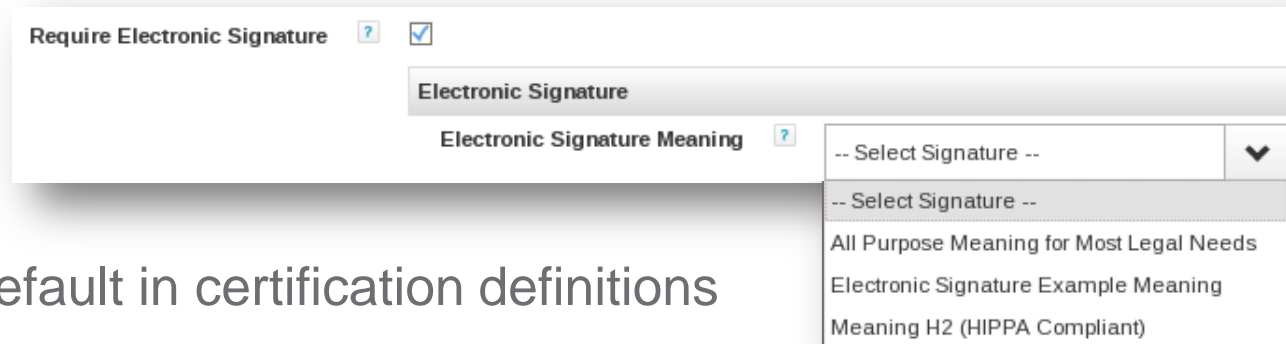 Require Electronic Signature ?
Electronic Signature
Electronic Signature Meaning ? -- Select Signature --
-- Select Signature --
All Purpose Meaning for Most Legal Needs
Electronic Signature Example Meaning
Meaning H2 (HIPPA Compliant)
efault in certification definitions